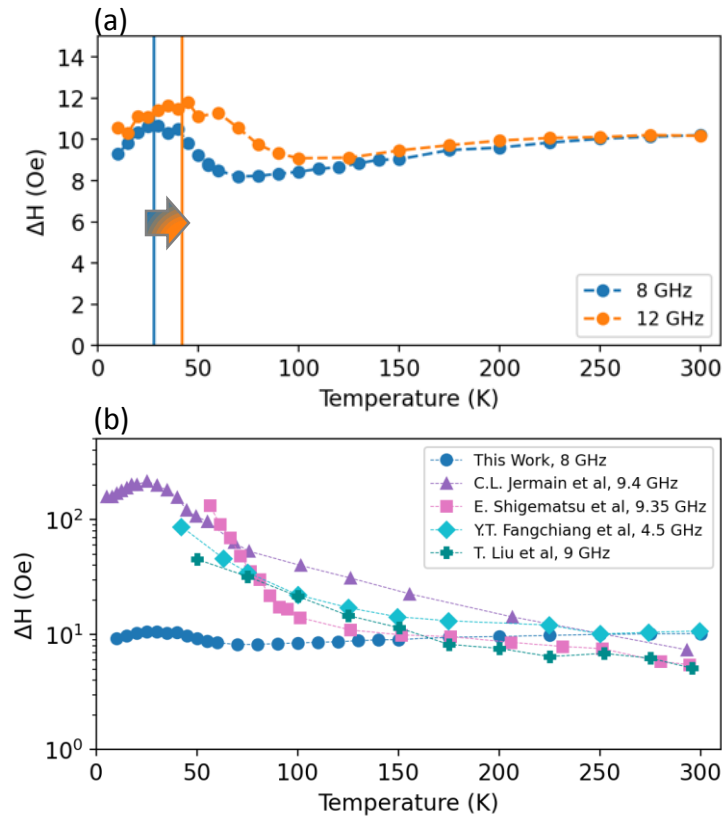 (a)
14
12
10
8
6
4
2
0
ΔH (Oe)
8 GHz
12 GHz
0 50 100 150 200 250 300
Temperature (K)
(b)
10²
10¹
10⁰
ΔH (Oe)
This Work, 8 GHz
C.L. Jermain et al, 9.4 GHz
E. Shigematsu et al, 9.35 GHz
Y.T. Fangchiang et al, 4.5 GHz
T. Liu et al, 9 GHz
0 50 100 150 200 250 300
Temperature (K)